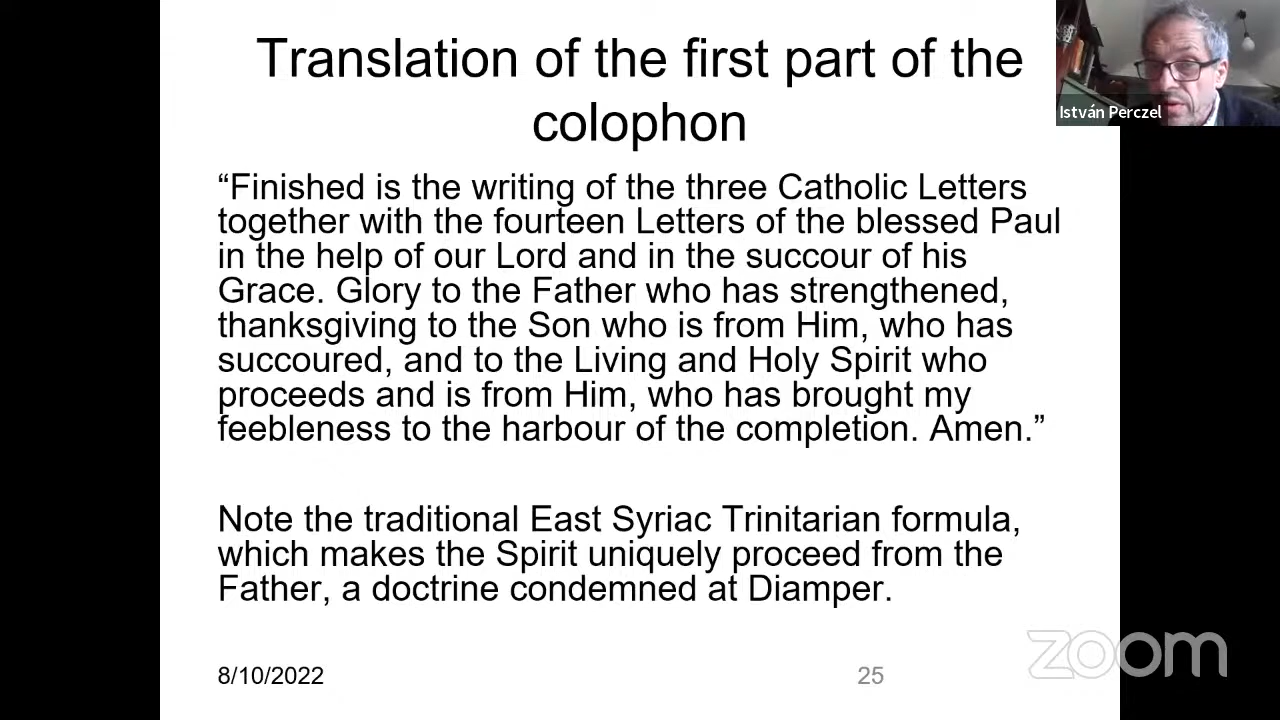 Translation of the first part of the
colophon
István Perczel
“Finished is the writing of the three Catholic Letters
together with the fourteen Letters of the blessed Paul
in the help of our Lord and in the succour of his
Grace. Glory to the Father who has strengthened,
thanksgiving to the Son who is from Him, who has
succoured, and to the Living and Holy Spirit who
proceeds and is from Him, who has brought my
feebleness to the harbour of the completion. Amen.”
Note the traditional East Syriac Trinitarian formula,
which makes the Spirit uniquely proceed from the
Father, a doctrine condemned at Diamper.
8/10/2022
25
zoom